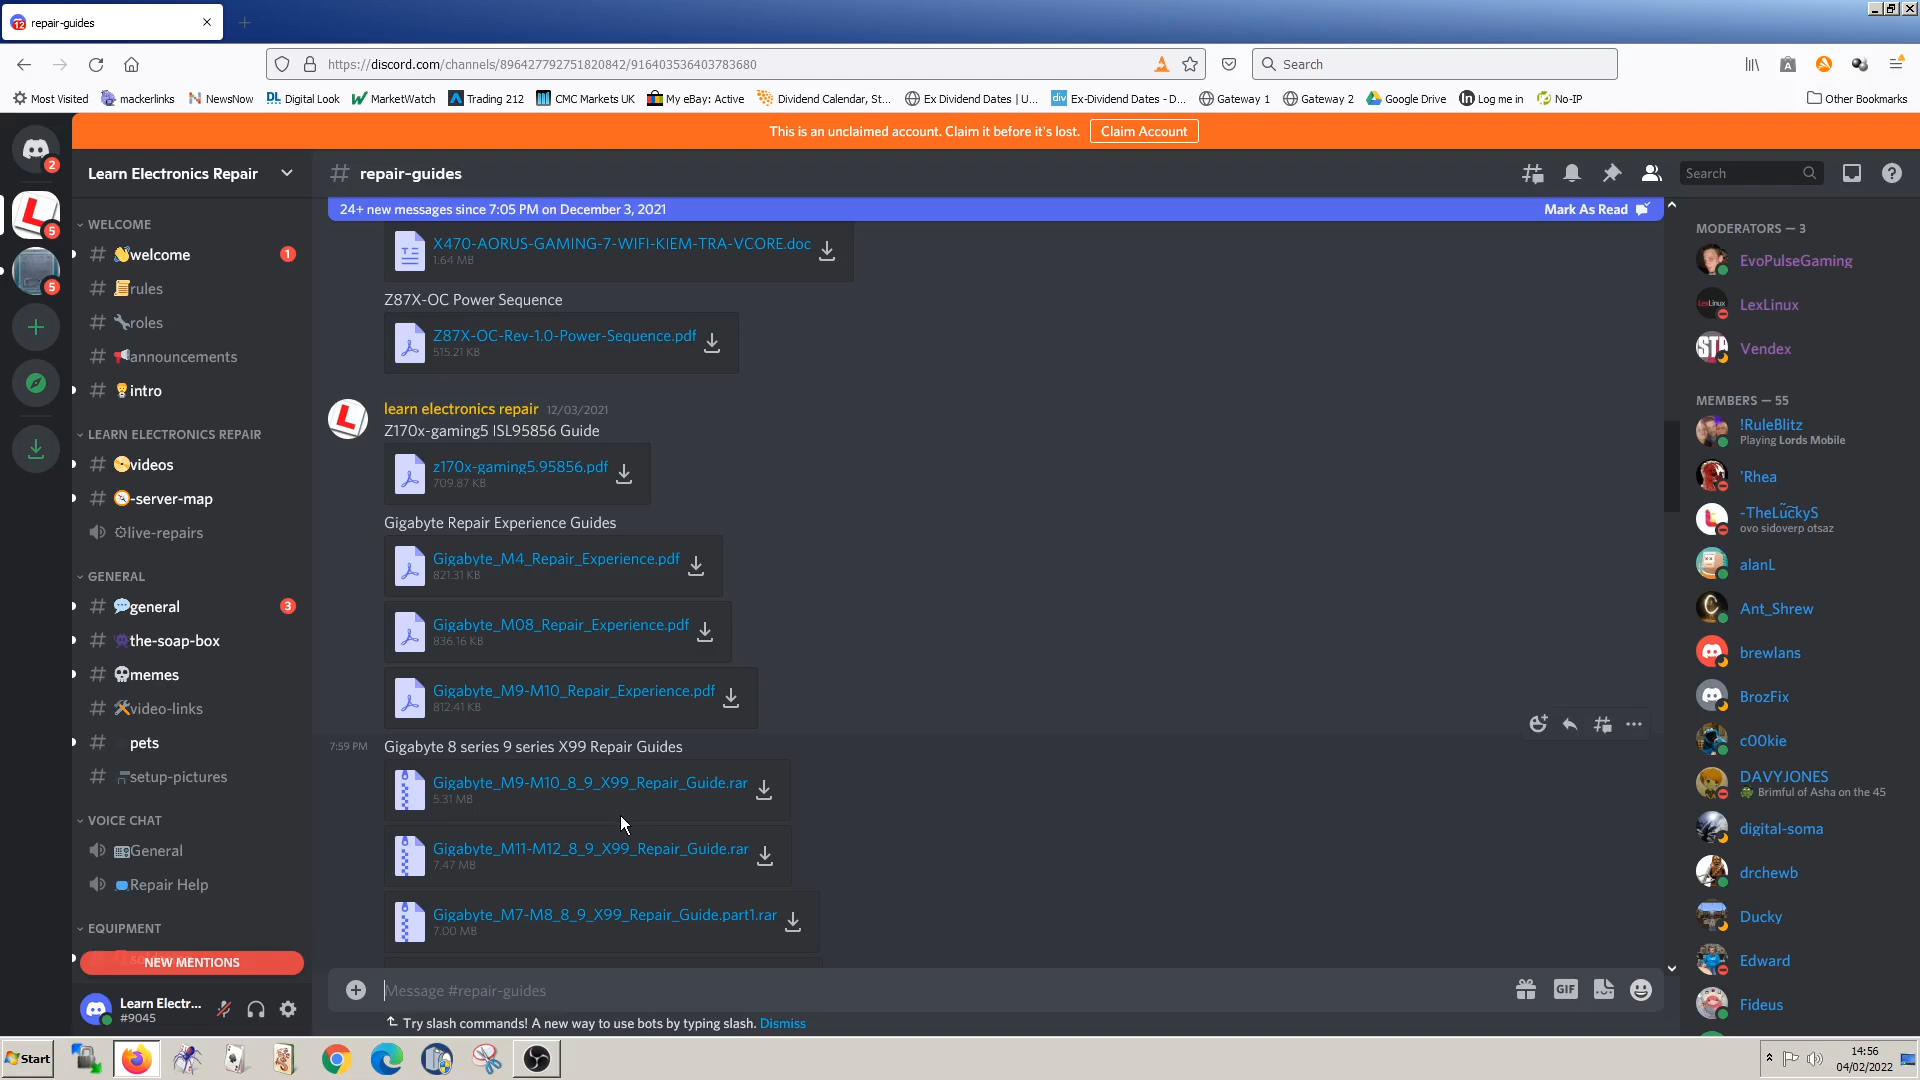 repair-guides
https://discord.com/channels/896427792751820842/916403536403783680
Search
Most Visited
mackerlinks
NewsNow
Digital Look
MarketWatch
Trading 212
CMC Markets UK
My eBay: Active
Dividend Calendar, St...
Ex Dividend Dates | U...
Ex-Dividend Dates - D...
Gateway 1
Gateway 2
Google Drive
Log me in
No-IP
Other Bookmarks
This is an unclaimed account. Claim it before it's lost.
Claim Account
2
5
5
Learn Electronics Repair
WELCOME
welcome
1
rules
roles
announcements
intro
LEARN ELECTRONICS REPAIR
videos
-server-map
live-repairs
GENERAL
general
3
the-soap-box
memes
video-links
pets
setup-pictures
VOICE CHAT
General
Repair Help
EQUIPMENT
NEW MENTIONS
Learn Electr...
#9045
repair-guides
Search
24+ new messages since 7:05 PM on December 3, 2021
Mark As Read
X470-AORUS-GAMING-7-WIFI-KIEM-TRA-VCORE.doc
1.64 MB
Z87X-OC Power Sequence
Z87X-OC-Rev-1.0-Power-Sequence.pdf
515.21 KB
learn electronics repair 12/03/2021
Z170x-gaming5 ISL95856 Guide
z170x-gaming5.95856.pdf
709.87 KB
Gigabyte Repair Experience Guides
Gigabyte_M4_Repair_Experience.pdf
821.31 KB
Gigabyte_M08_Repair_Experience.pdf
836.16 KB
Gigabyte_M9-M10_Repair_Experience.pdf
812.41 KB
7:59 PM Gigabyte 8 series 9 series X99 Repair Guides
Gigabyte_M9-M10_8_9_X99_Repair_Guide.rar
5.31 MB
Gigabyte_M11-M12_8_9_X99_Repair_Guide.rar
7.47 MB
Gigabyte_M7-M8_8_9_X99_Repair_Guide.part1.rar
7.00 MB
Message #repair-guides
GIF
Try slash commands! A new way to use bots by typing slash. Dismiss
MODERATORS — 3
EvoPulseGaming
LexLinux
Vendex
MEMBERS — 55
!RuleBlitz
Playing Lords Mobile
'Rhea
ovo sidoverp otsaz
alanL
Ant_Shrew
brewlans
BrozFix
c00kie
DAVYJONES
Brimful of Asha on the 45
digital-soma
drchewb
Ducky
Edward
Fideus
Start
14:56
04/02/2022